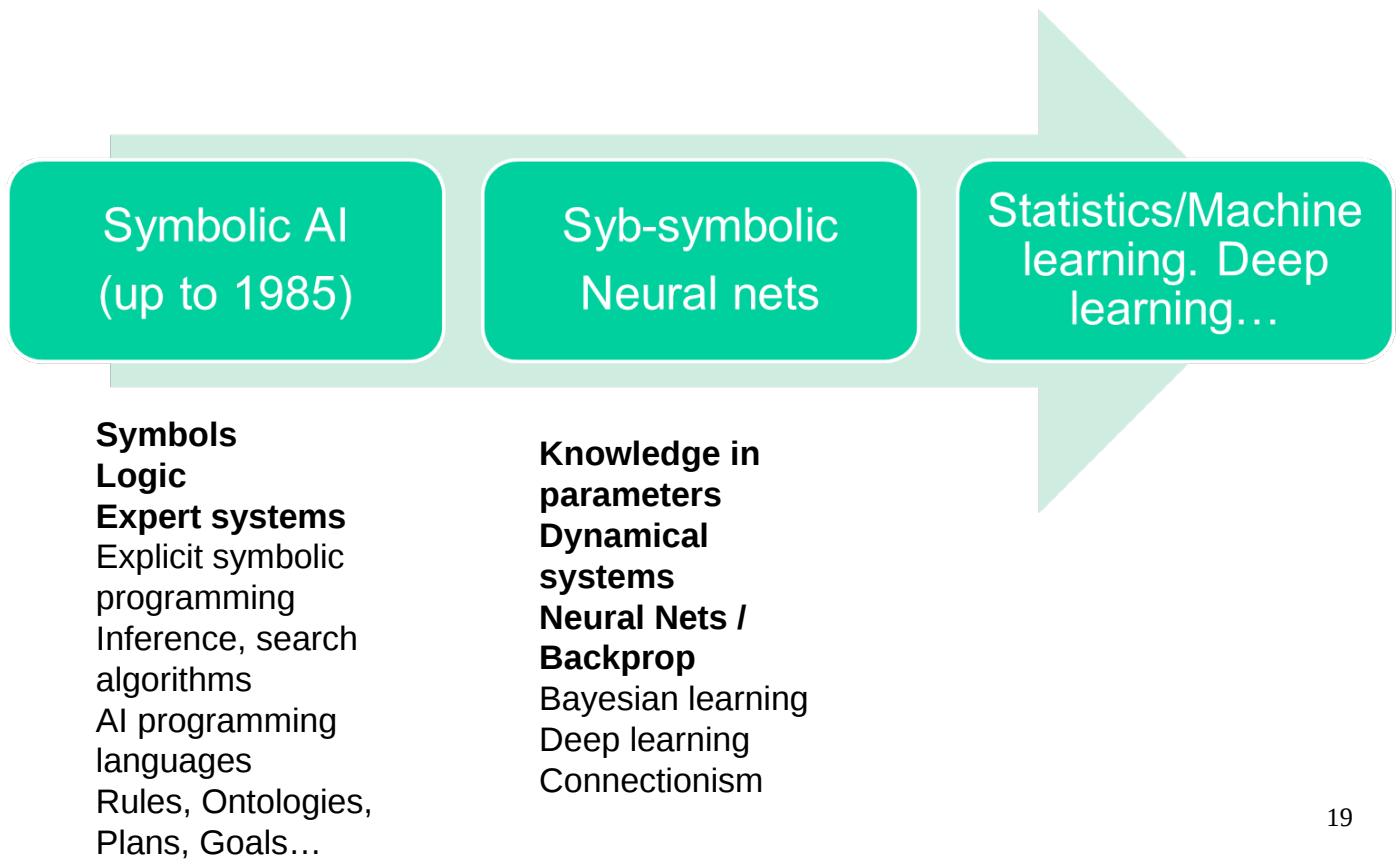 Symbolic AI
(up to 1985)
Syb-symbolic
Neural nets
Statistics/Machine
learning. Deep
learning…
Symbols
Logic
Expert systems
Explicit symbolic
programming
Inference, search
algorithms
AI programming
languages
Rules, Ontologies,
Plans, Goals…
Knowledge in
parameters
Dynamical
systems
Neural Nets /
Backprop
Bayesian learning
Deep learning
Connectionism
19